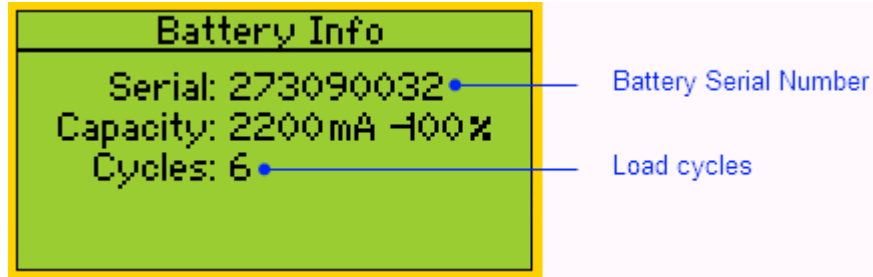 Battery Info
Serial: 273090032
Battery Serial Number
Capacity: 2200mA -100%
Cycles: 6
Load cycles